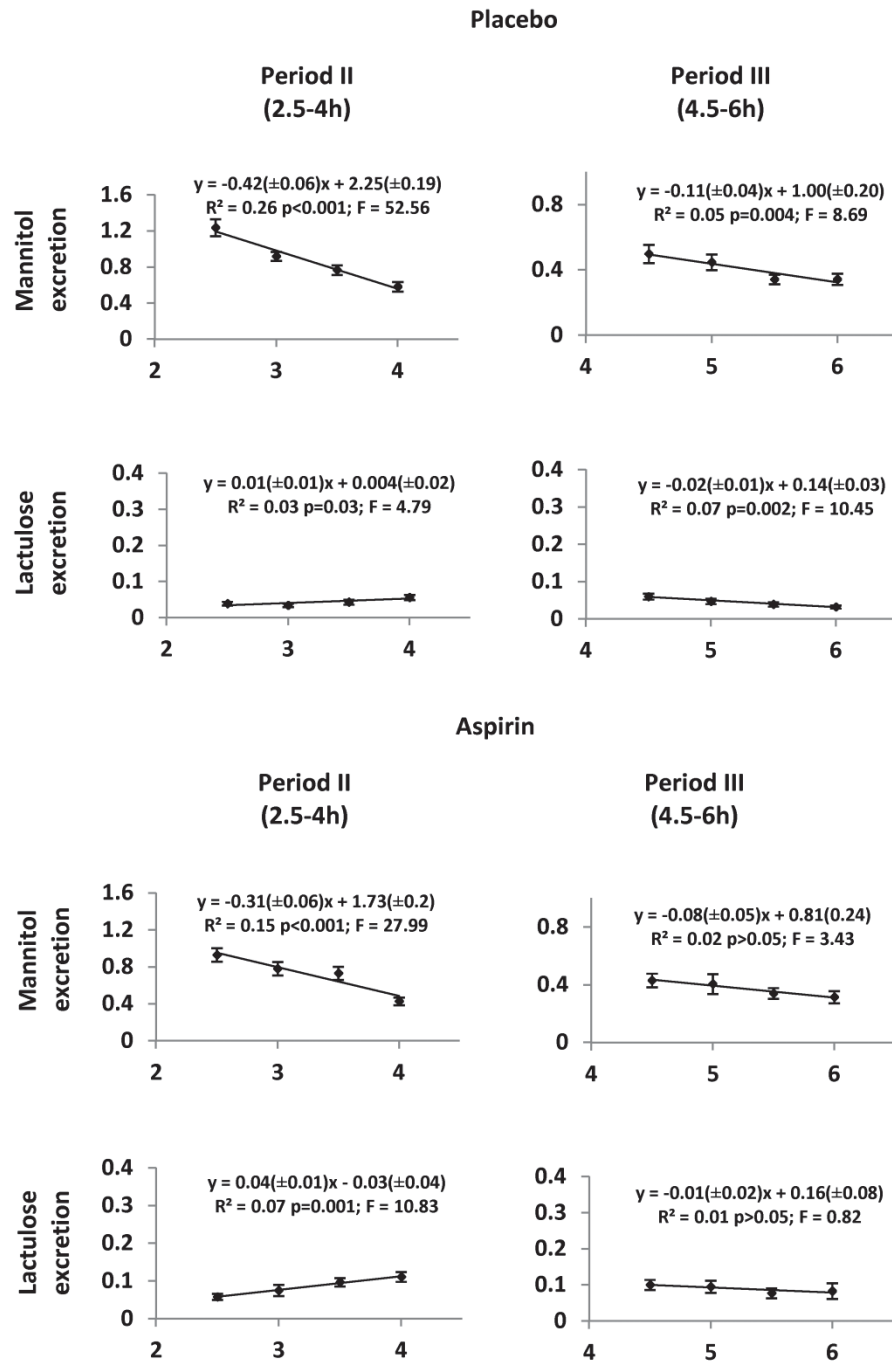 Placebo
Period II
(2.5-4h)
Period III
(4.5-6h)
Mannitol
excretion
y = -0.42(±0.06)x + 2.25(±0.19)
R² = 0.26 p<0.001; F = 52.56
1.6
1.2
0.8
0.4
0
2
3
4
y = -0.11(±0.04)x + 1.00(±0.20)
R² = 0.05 p=0.004; F = 8.69
0.8
0.4
0
4
5
6
Lactulose
excretion
y = 0.01(±0.01)x + 0.004(±0.02)
R² = 0.03 p=0.03; F = 4.79
0.4
0.3
0.2
0.1
0
2
3
4
y = -0.02(±0.01)x + 0.14(±0.03)
R² = 0.07 p=0.002; F = 10.45
0.4
0.3
0.2
0.1
0
4
5
6
Aspirin
Period II
(2.5-4h)
Period III
(4.5-6h)
Mannitol
excretion
y = -0.31(±0.06)x + 1.73(±0.2)
R² = 0.15 p<0.001; F = 27.99
1.6
1.2
0.8
0.4
0
2
3
4
y = -0.08(±0.05)x + 0.81(0.24)
R² = 0.02 p>0.05; F = 3.43
0.8
0.4
0
4
5
6
Lactulose
excretion
y = 0.04(±0.01)x - 0.03(±0.04)
R² = 0.07 p=0.001; F = 10.83
0.4
0.3
0.2
0.1
0
2
3
4
y = -0.01(±0.02)x + 0.16(±0.08)
R² = 0.01 p>0.05; F = 0.82
0.4
0.3
0.2
0.1
0
4
5
6